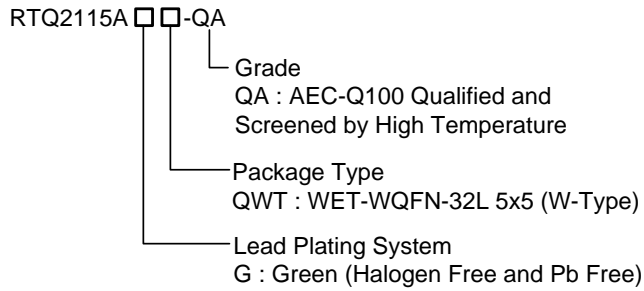 RTQ2115A □ □-QA
Grade
QA : AEC-Q100 Qualified and
Screened by High Temperature
Package Type
QWT : WET-WQFN-32L 5x5 (W-Type)
Lead Plating System
G : Green (Halogen Free and Pb Free)